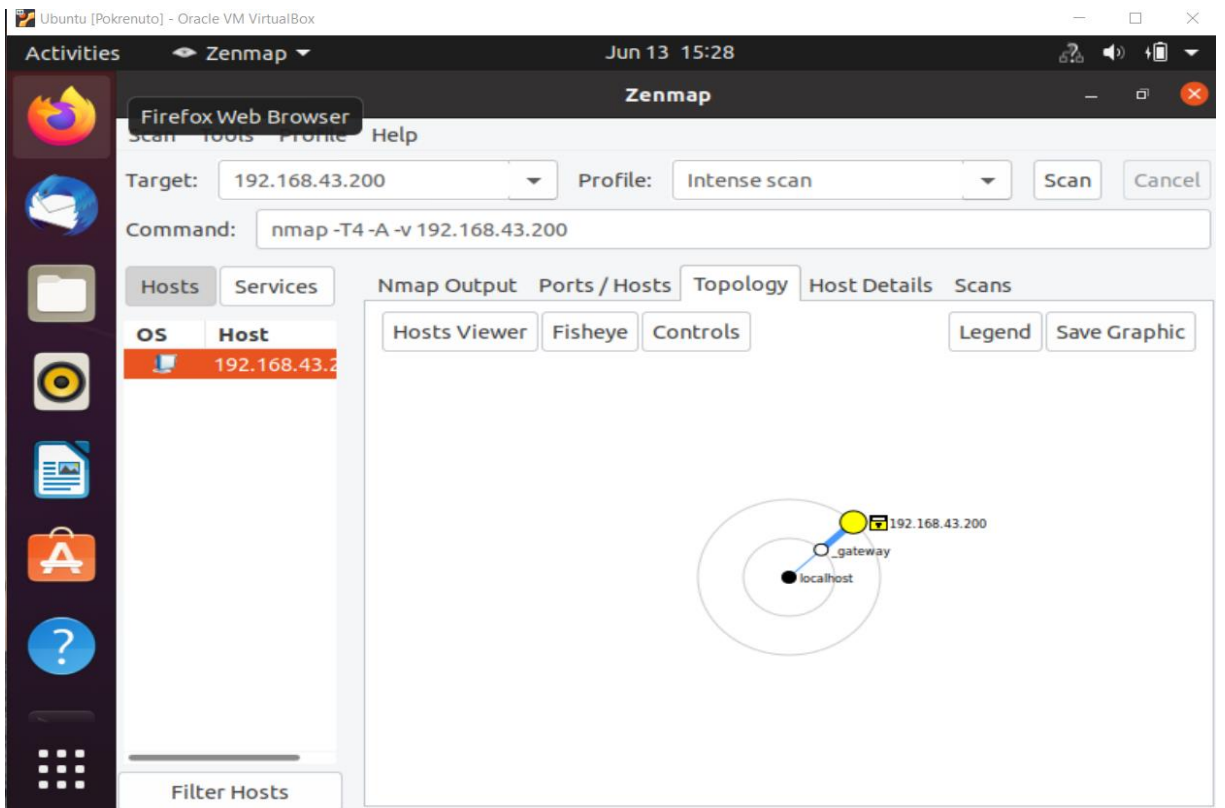 Ubuntu [Pokrenuto] - Oracle VM VirtualBox
Activities Zenmap Jun 13 15:28
Zenmap
Firefox Web Browser
Scan Tools Profile Help
Target: 192.168.43.200 Profile: Intense scan Scan Cancel
Command: nmap -T4 -A -v 192.168.43.200
Hosts Services Nmap Output Ports / Hosts Topology Host Details Scans
OS Host Hosts Viewer Fisheye Controls Legend Save Graphic
192.168.43.2
192.168.43.200
_gateway
localhost
Filter Hosts